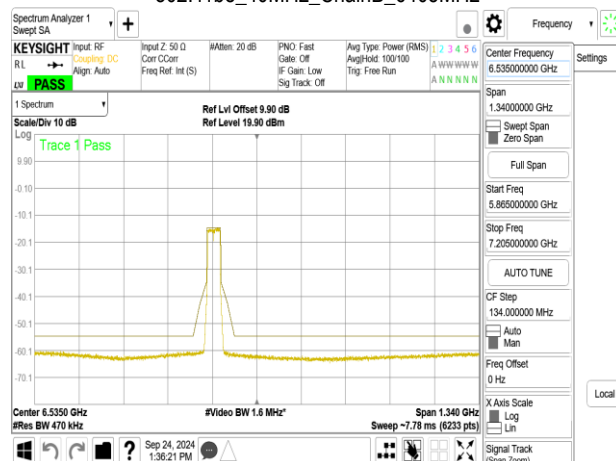 Spectrum Analyzer 1
Swept SA
Frequency
KEYSIGHT
Input: RF
Coupling: DC
Align: Auto
RL
PASS
Input Z: 50 Ω
Corr CCorr
Freq Ref: Int (S)
#Atten: 20 dB
PNO: Fast
Gate: Off
IF Gain: Low
Sig Track: Off
Avg Type: Power (RMS)
Avg|Hold: 100/100
Trig: Free Run
1 2 3 4 5 6
A W W W W W
A N N N N N
1 Spectrum
Scale/Div 10 dB
Ref Lvl Offset 9.90 dB
Ref Level 19.90 dBm
Log
Trace 1 Pass
9.90
-0.10
-10.1
-20.1
-30.1
-40.1
-50.1
-60.1
-70.1
Center 6.5350 GHz
#Res BW 470 kHz
#Video BW 1.6 MHz*
Span 1.340 GHz
Sweep ~7.78 ms (6233 pts)
Sep 24, 2024
1:36:21 PM
Center Frequency
6.535000000 GHz
Span
1.34000000 GHz
Swept Span
Zero Span
Full Span
Start Freq
5.865000000 GHz
Stop Freq
7.205000000 GHz
AUTO TUNE
CF Step
134.000000 MHz
Auto
Man
Freq Offset
0 Hz
X Axis Scale
Log
Lin
Signal Track
(Span Zoom)
Settings
Local